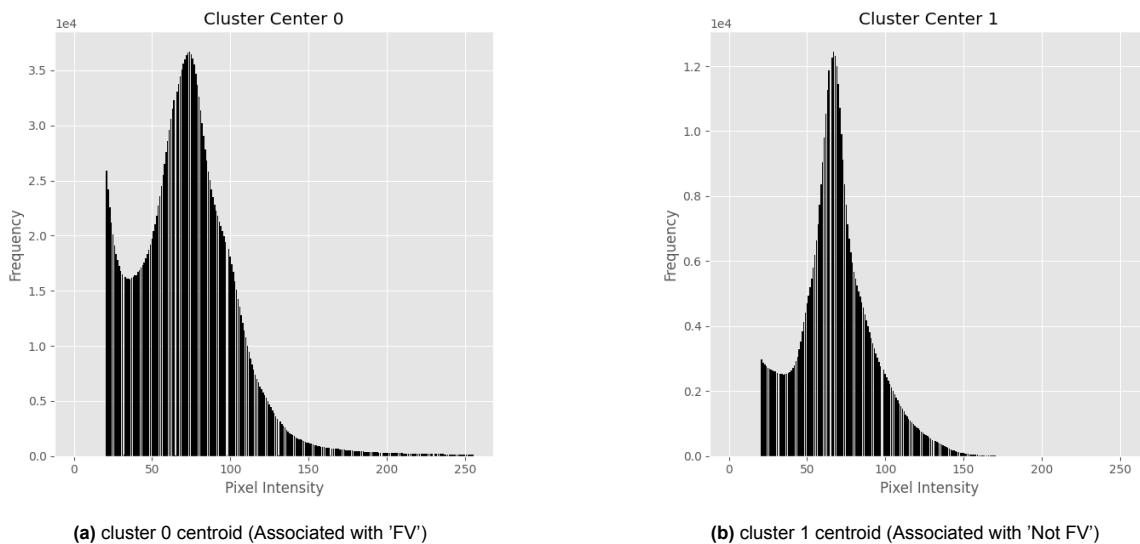 Cluster Center 0
1e4
3.5
3.0
2.5
2.0
1.5
1.0
0.5
0.0
Frequency
0 50 100 150 200 250
Pixel Intensity
(a) cluster 0 centroid (Associated with ’FV’)
Cluster Center 1
1e4
1.2
1.0
0.8
0.6
0.4
0.2
0.0
Frequency
0 50 100 150 200 250
Pixel Intensity
(b) cluster 1 centroid (Associated with ’Not FV’)